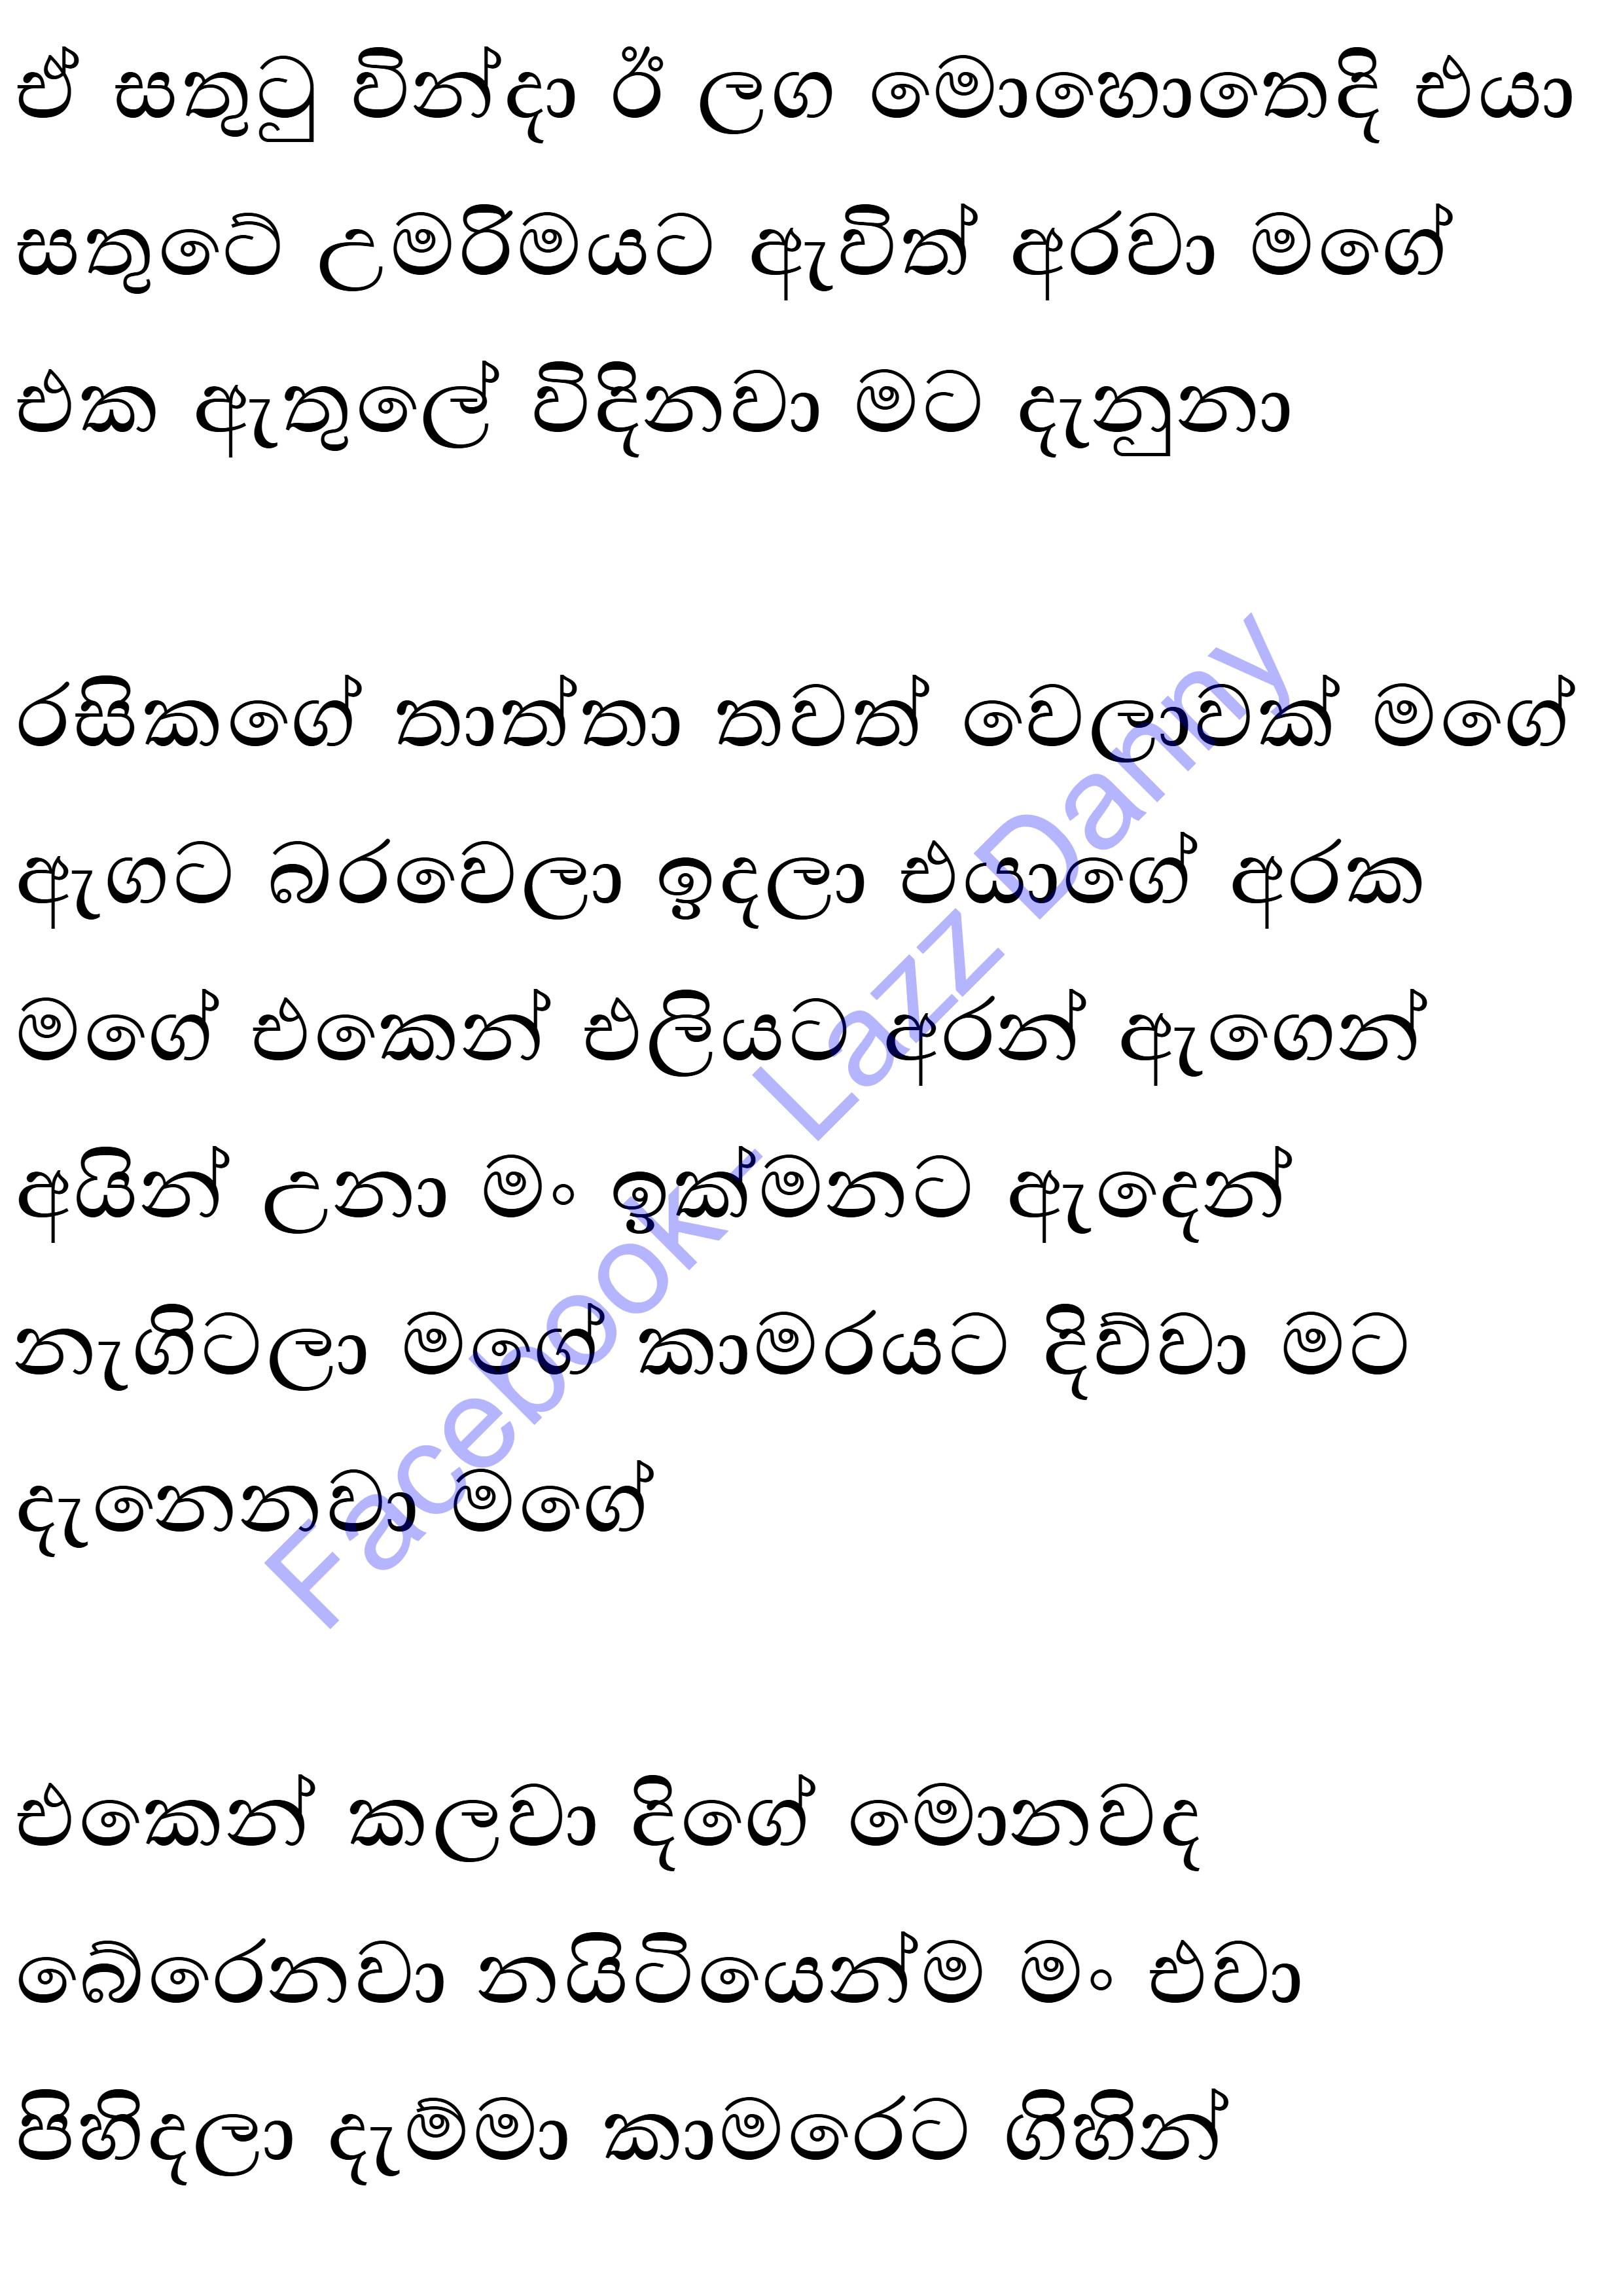 ඒ සතුටු වින්දා ඊ ලග මොහොතෙදි එයා
සතුටේ උමරිමයට ඇවිත් අරවා මගේ
එක ඇතුලේ විදිනවා මට දැනුනා
රසිකගේ තාත්තා තවත් වෙලාවක් මගේ
ඇගට බරවෙලා ඉදලා එයාගේ අරක
මගේ එකෙන් එලියට අරන් ඇගෙන්
අයින් උනා මං ඉක්මනට ඇදෙන්
නැගිටලා මගේ කාමරයට දිව්වා මට
දැනෙනවා මගේ
එකෙන් කලවා දිගේ මොනවද
බේරෙනවා නයිටියෙන්ම මං එවා
පිහිදලා දැම්මා කාමරෙට ගිහින්
Facebook - Lazz Danny